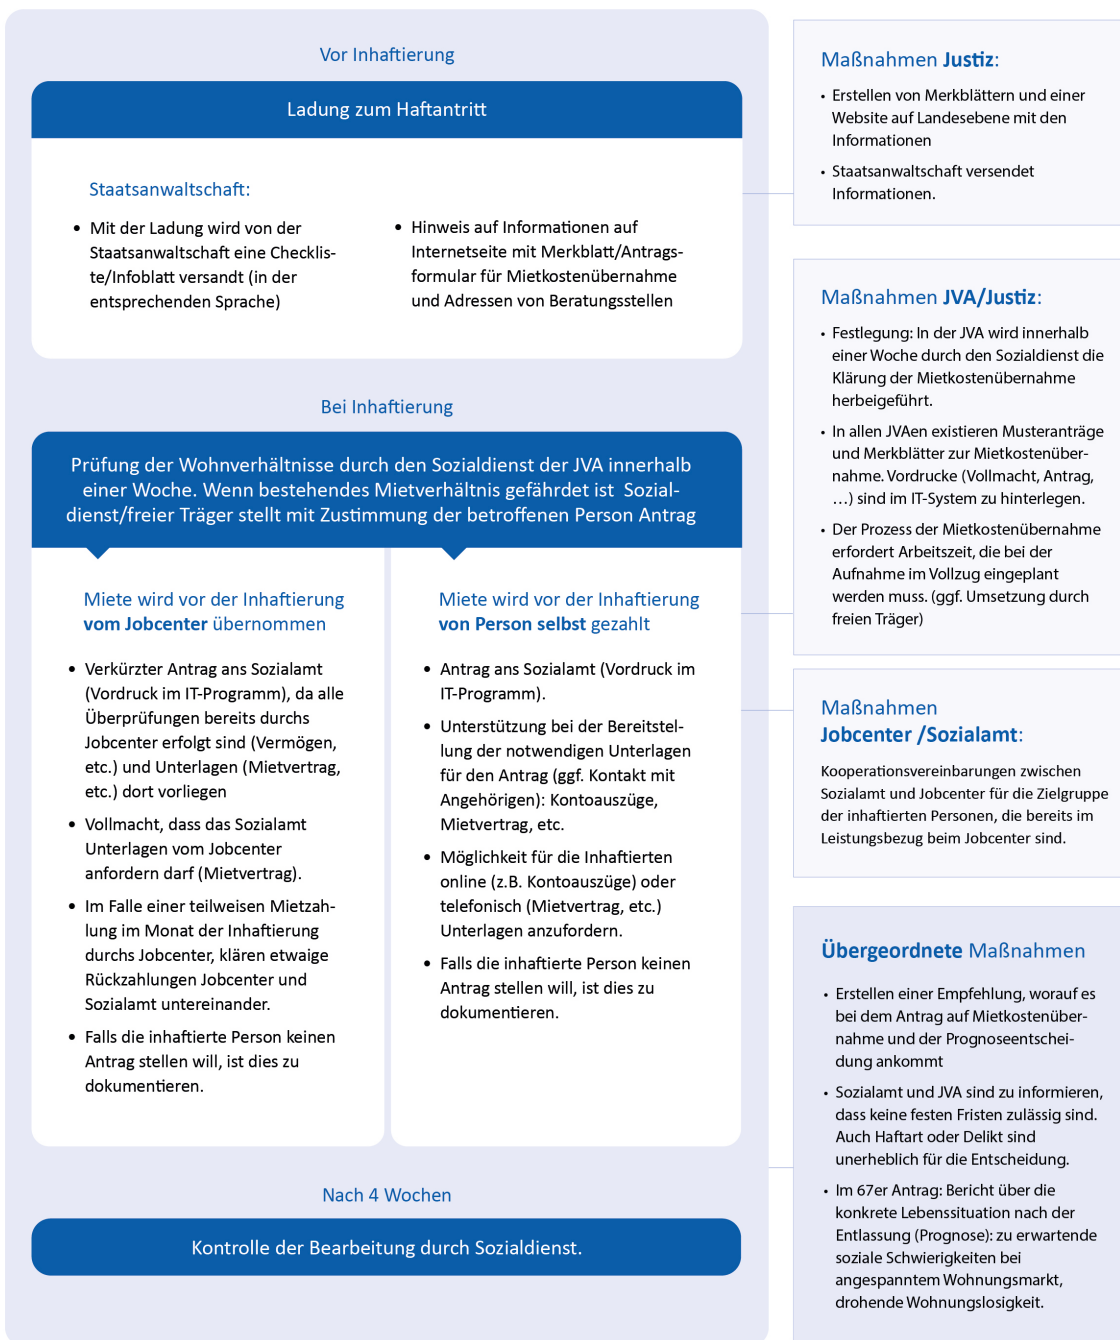 Vor Inhaftierung
Ladung zum Haftantritt
Staatsanwaltschaft:
• Mit der Ladung wird von der
Staatsanwaltschaft eine Checklis-
te/Infoblatt versandt (in der
entsprechenden Sprache)
• Hinweis auf Informationen auf
Internetseite mit Merkblatt/Antrags-
formular für Mietkostenübernahme
und Adressen von Beratungsstellen
Bei Inhaftierung
Prüfung der Wohnverhältnisse durch den Sozialdienst der JVA innerhalb
einer Woche. Wenn bestehendes Mietverhältnis gefährdet ist Sozial-
dienst/freier Träger stellt mit Zustimmung der betroffenen Person Antrag
Miete wird vor der Inhaftierung
vom Jobcenter übernommen
• Verkürzter Antrag ans Sozialamt
(Vordruck im IT-Programm), da alle
Überprüfungen bereits durchs
Jobcenter erfolgt sind (Vermögen,
etc.) und Unterlagen (Mietvertrag,
etc.) dort vorliegen
• Vollmacht, dass das Sozialamt
Unterlagen vom Jobcenter
anfordern darf (Mietvertrag).
• Im Falle einer teilweisen Mietzah-
lung im Monat der Inhaftierung
durchs Jobcenter, klären etwaige
Rückzahlungen Jobcenter und
Sozialamt untereinander.
• Falls die inhaftierte Person keinen
Antrag stellen will, ist dies zu
dokumentieren.
Miete wird vor der Inhaftierung
von Person selbst gezahlt
• Antrag ans Sozialamt (Vordruck im
IT-Programm).
• Unterstützung bei der Bereitstel-
lung der notwendigen Unterlagen
für den Antrag (ggf. Kontakt mit
Angehörigen): Kontoauszüge,
Mietvertrag, etc.
• Möglichkeit für die Inhaftierten
online (z.B. Kontoauszüge) oder
telefonisch (Mietvertrag, etc.)
Unterlagen anzufordern.
• Falls die inhaftierte Person keinen
Antrag stellen will, ist dies zu
dokumentieren.
Nach 4 Wochen
Kontrolle der Bearbeitung durch Sozialdienst.
Maßnahmen Justiz:
• Erstellen von Merkblättern und einer
Website auf Landesebene mit den
Informationen
• Staatsanwaltschaft versendet
Informationen.
Maßnahmen JVA/Justiz:
• Festlegung: In der JVA wird innerhalb
einer Woche durch den Sozialdienst die
Klärung der Mietkostenübernahme
herbeigeführt.
• In allen JVAen existieren Musteranträge
und Merkblätter zur Mietkostenüber-
nahme. Vordrucke (Vollmacht, Antrag,
…) sind im IT-System zu hinterlegen.
• Der Prozess der Mietkostenübernahme
erfordert Arbeitszeit, die bei der
Aufnahme im Vollzug eingeplant
werden muss. (ggf. Umsetzung durch
freien Träger)
Maßnahmen
Jobcenter /Sozialamt:
Kooperationsvereinbarungen zwischen
Sozialamt und Jobcenter für die Zielgruppe
der inhaftierten Personen, die bereits im
Leistungsbezug beim Jobcenter sind.
Übergeordnete Maßnahmen
• Erstellen einer Empfehlung, worauf es
bei dem Antrag auf Mietkostenüber-
nahme und der Prognoseentschei-
dung ankommt
• Sozialamt und JVA sind zu informieren,
dass keine festen Fristen zulässig sind.
Auch Haftart oder Delikt sind
unerheblich für die Entscheidung.
• Im 67er Antrag: Bericht über die
konkrete Lebenssituation nach der
Entlassung (Prognose): zu erwartende
soziale Schwierigkeiten bei
angespanntem Wohnungsmarkt,
drohende Wohnungslosigkeit.